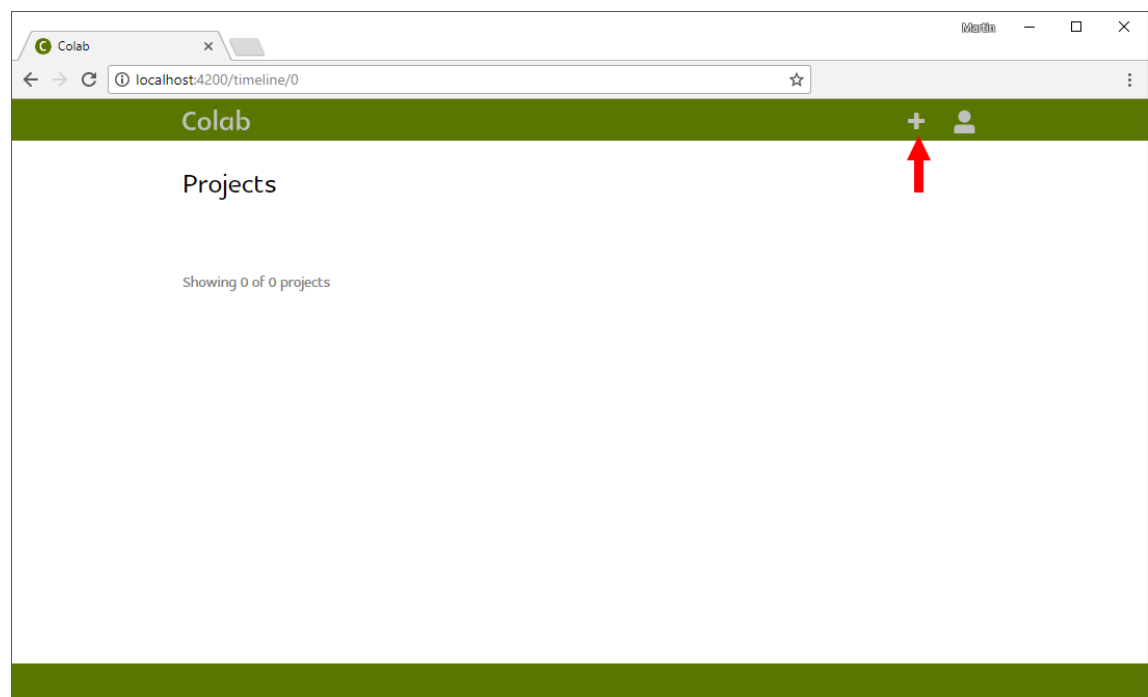 Martin
C Colab
localhost:4200/timeline/0
Colab
Projects
Showing 0 of 0 projects